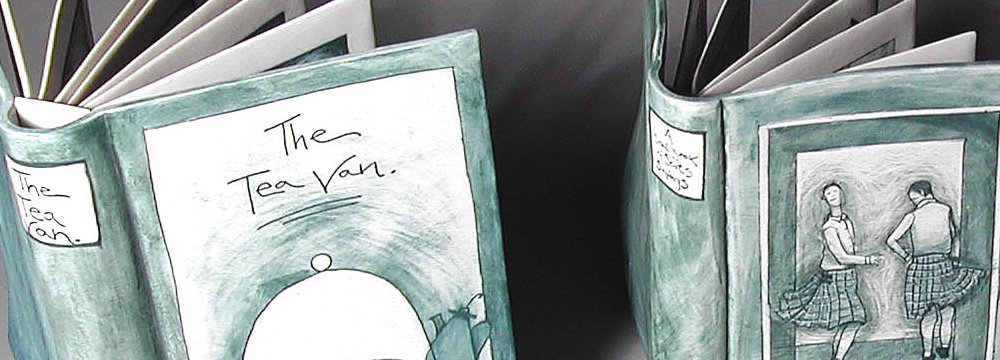 The
Tea Van.
The
Tea
Van.
A